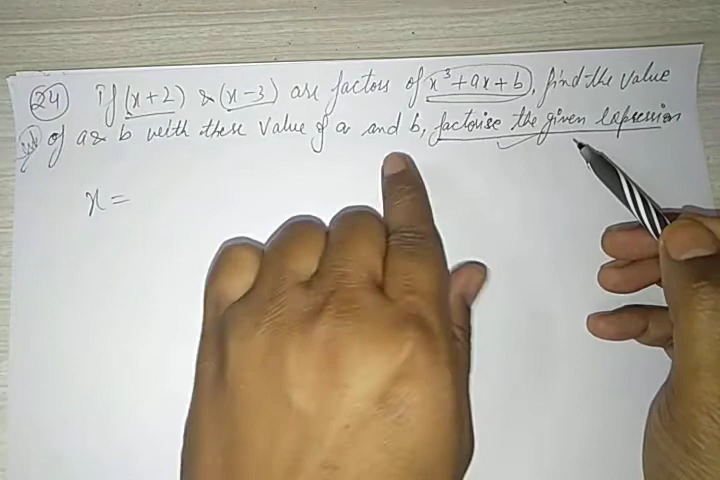 24 If (x+2) & (x-3) are factors of x³+ax+b, find the value
of a & b with these value of a and b, factorise the given expression
x =